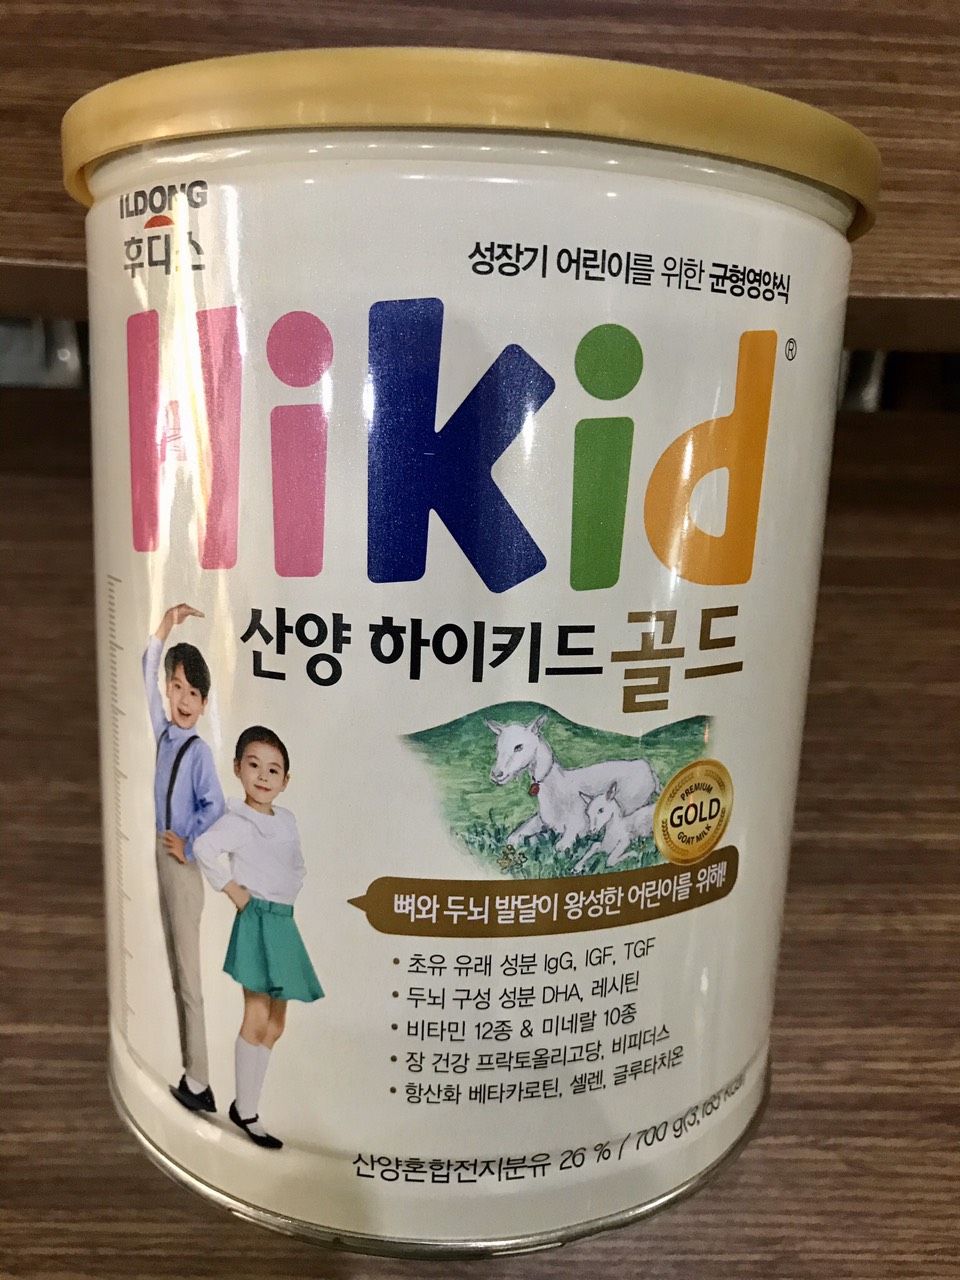 ILDONG
후디스
성장기 어린이를 위한 균형영양식
Hikid®
산양 하이키드 골드
PREMIUM
GOLD
GOAT MILK
뼈와 두뇌 발달이 왕성한 어린이를 위해!
• 초유 유래 성분 IgG, IGF, TGF
• 두뇌 구성 성분 DHA, 레시틴
• 비타민 12종 & 미네랄 10종
• 장 건강 프락토올리고당, 비피더스
• 항산화 베타카로틴, 셀렌, 글루타치온
산양혼합전지분유 26 % / 700 g(3,165 kcal)